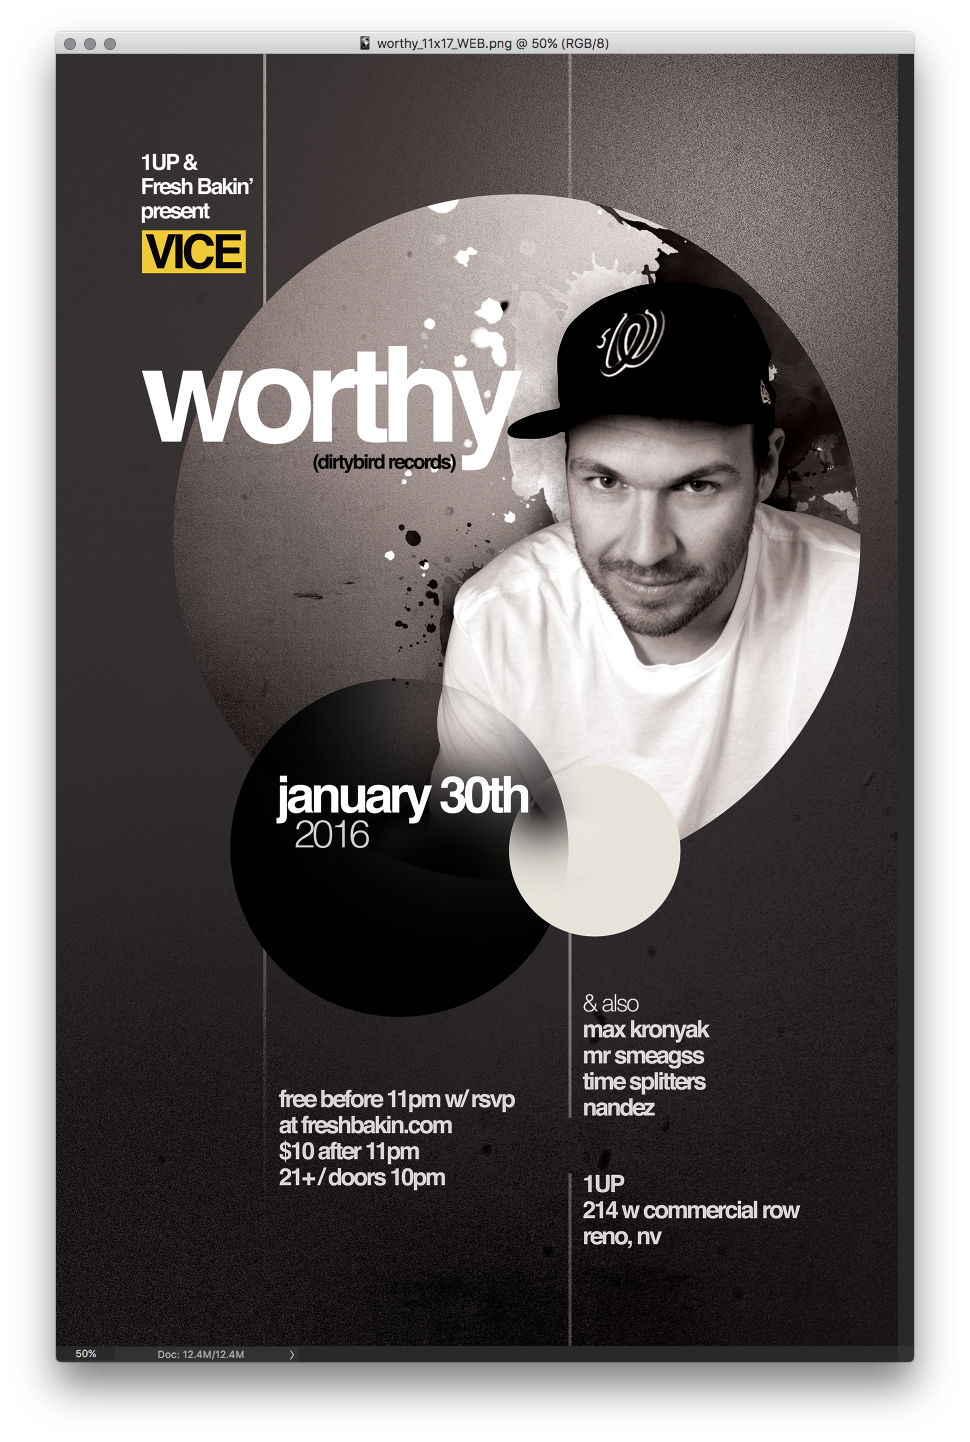 worthy_11x17_WEB.png @ 50% (RGB/8)
1UP &
Fresh Bakin’
present
VICE
worthy
(dirtybird records)
january 30th
2016
& also
max kronyak
mr smeagss
time splitters
nandez
free before 11pm w/ rsvp
at freshbakin.com
$10 after 11pm
21+ / doors 10pm
1UP
214 w commercial row
reno, nv
50%
Doc: 12.4M/12.4M